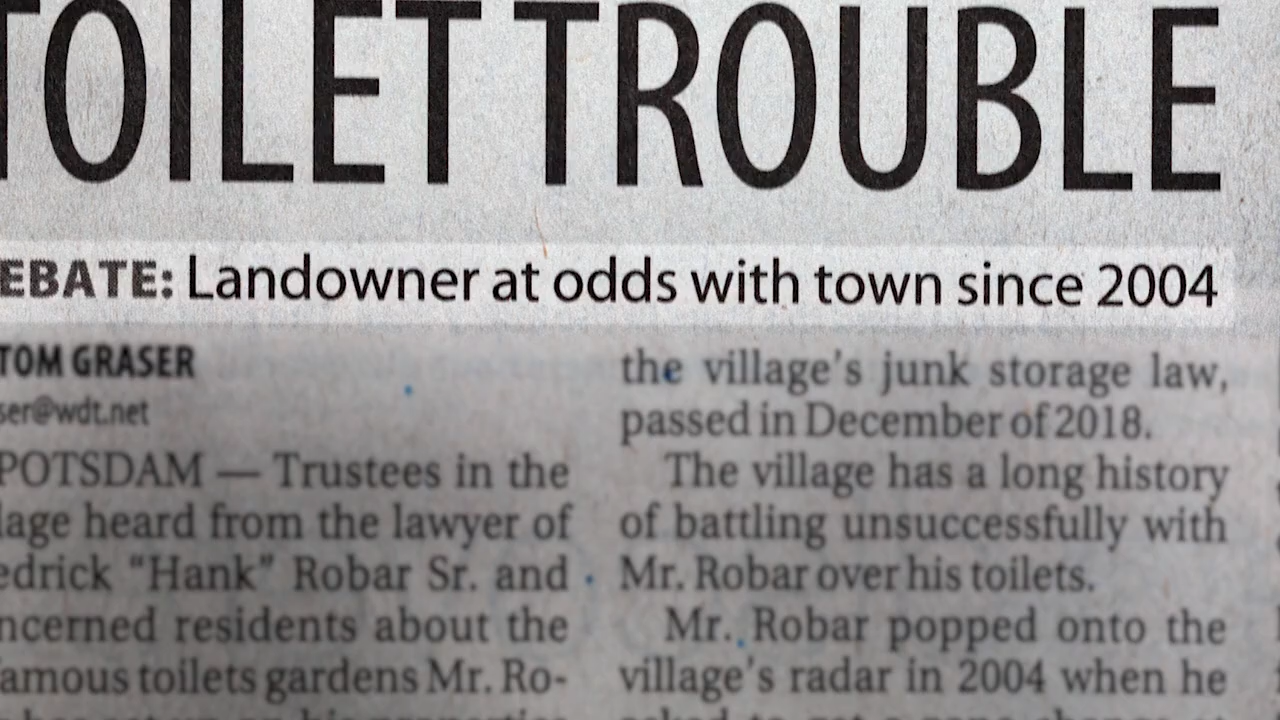 TOILET TROUBLE
EBATE: Landowner at odds with town since 2004
TOM GRASER
ser@wdt.net
POTSDAM — Trustees in the
lage heard from the lawyer of
edrick “Hank” Robar Sr. and
ncerned residents about the
amous toilets gardens Mr. Ro-
the village’s junk storage law,
passed in December of 2018.
The village has a long history
of battling unsuccessfully with
Mr. Robar over his toilets.
Mr. Robar popped onto the
village’s radar in 2004 when he